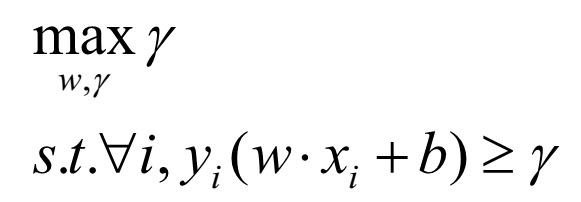 max γ
w,γ
s.t.∀i, yᵢ(w · xᵢ + b) ≥ γ